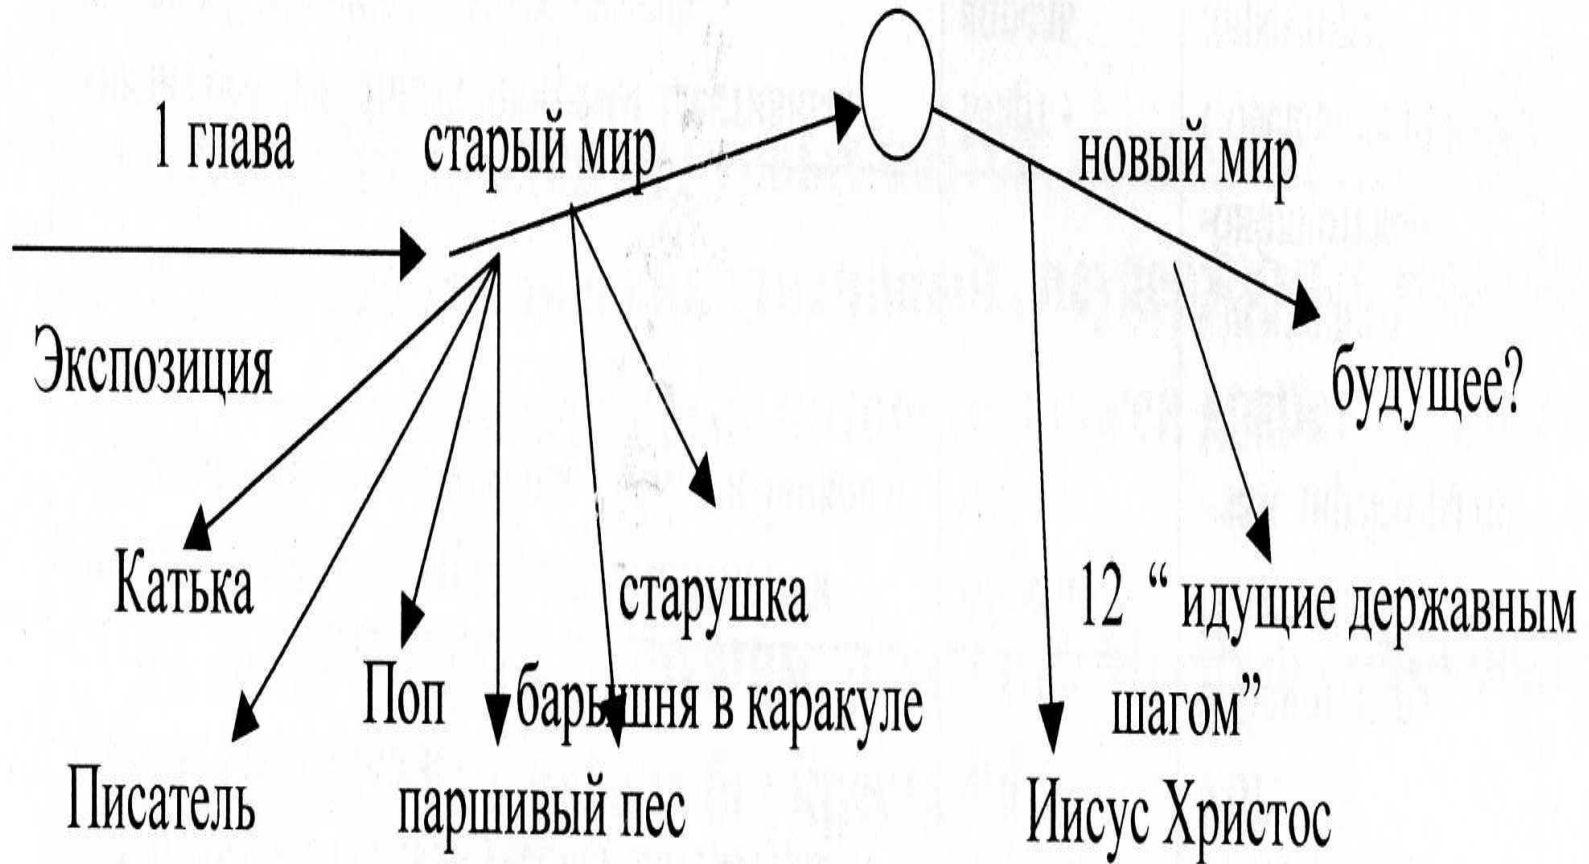 1 глава
старый мир
новый мир
Экспозиция
будущее?
Катька
старушка
12 “ идущие державным
шагом”
Поп
барышня в каракуле
Писатель
паршивый пес
Иисус Христос